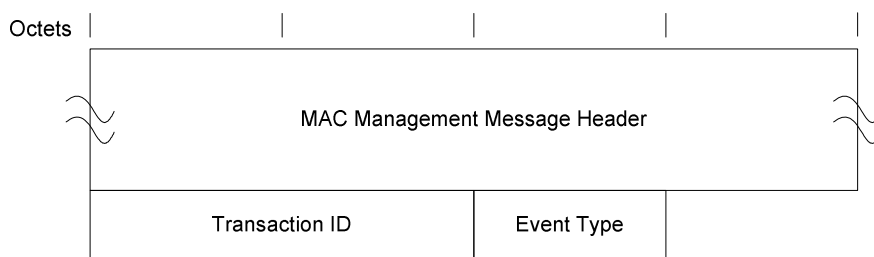 Octets
MAC Management Message Header
Transaction ID
Event Type